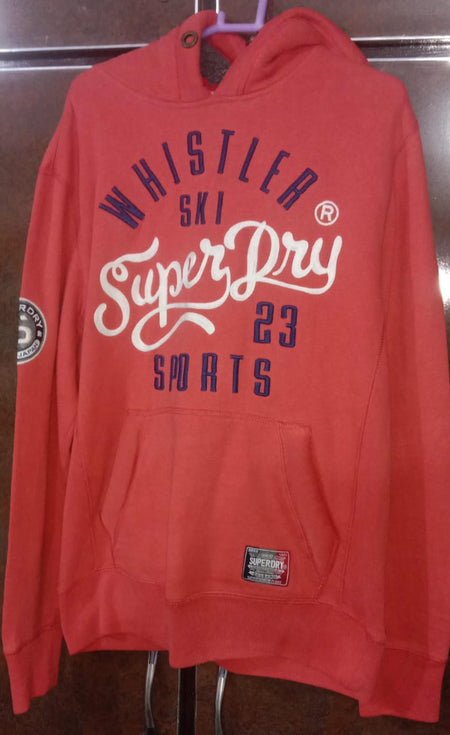 WHISTLER
SKI
®
SuperDry
23
SPORTS
SUPERDRY